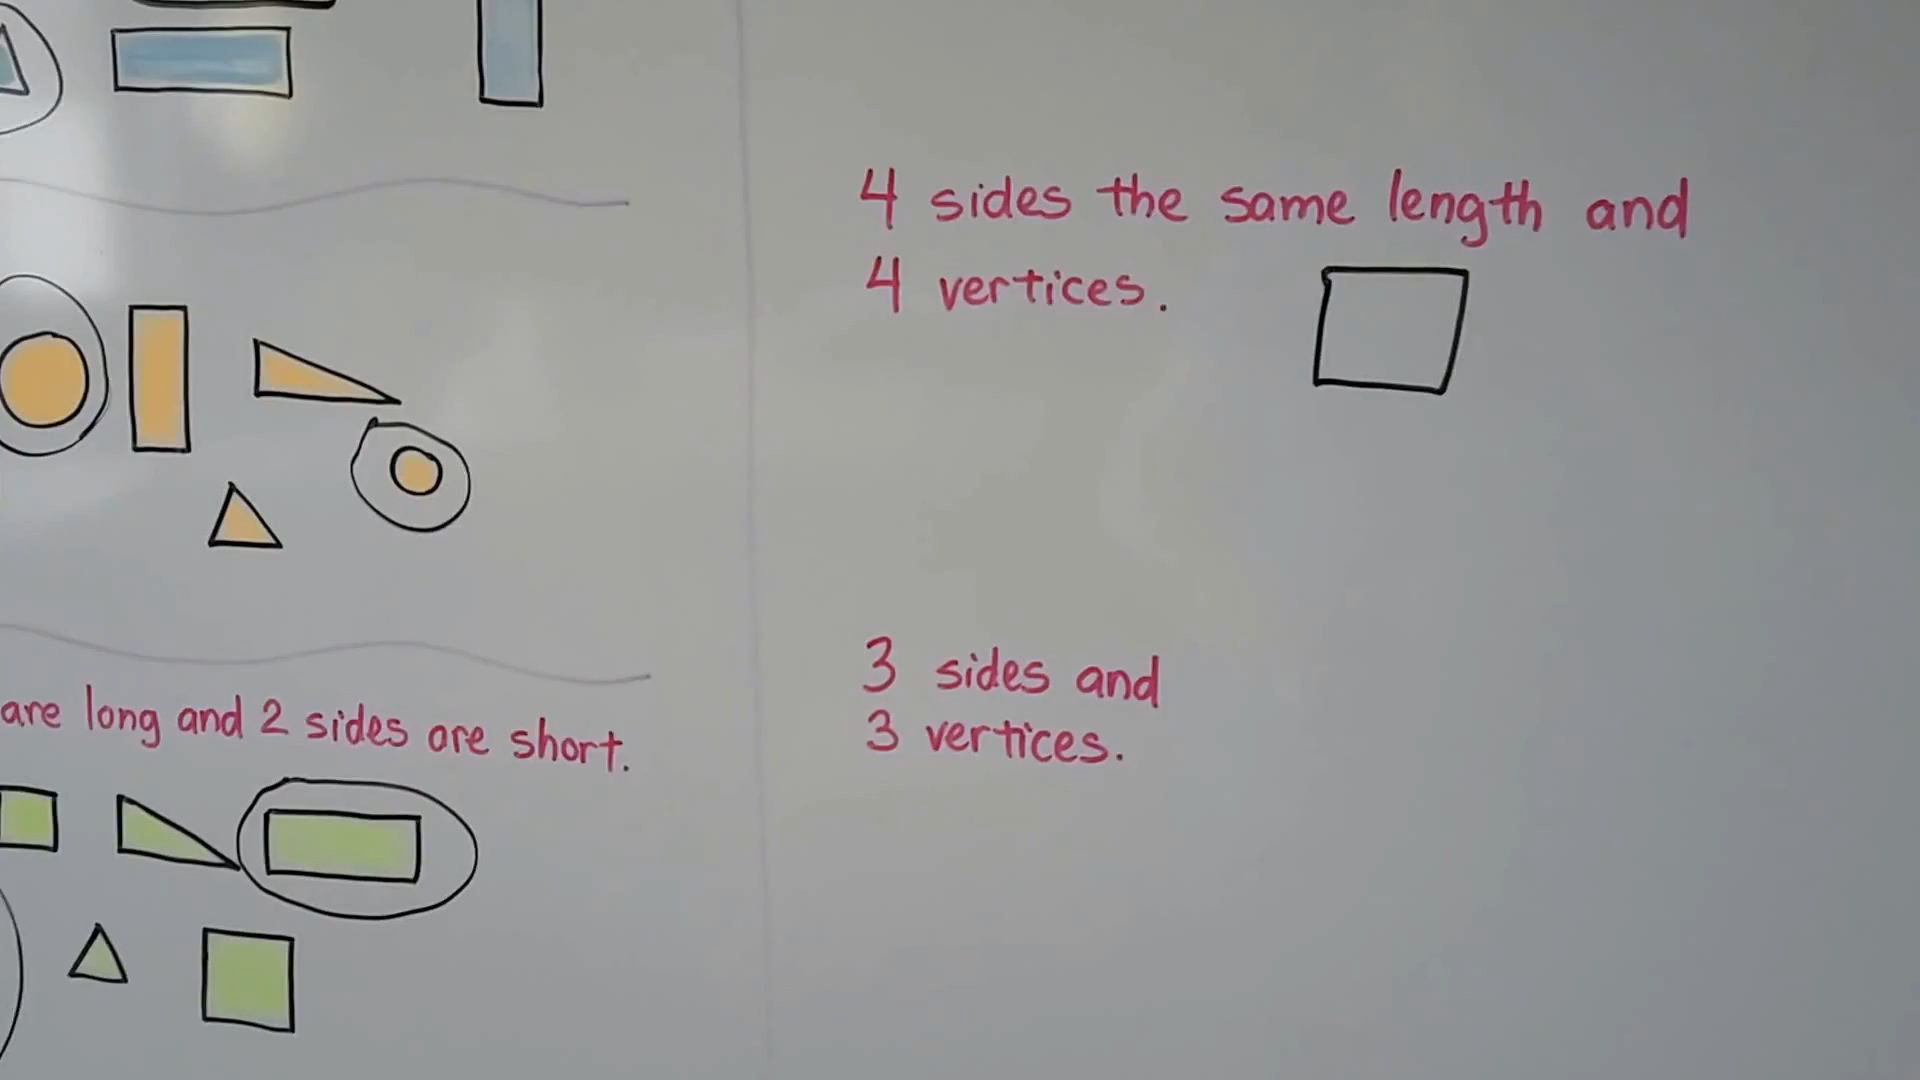 4 sides the same length and
4 vertices.
3 sides and
3 vertices.
are long and 2 sides are short.